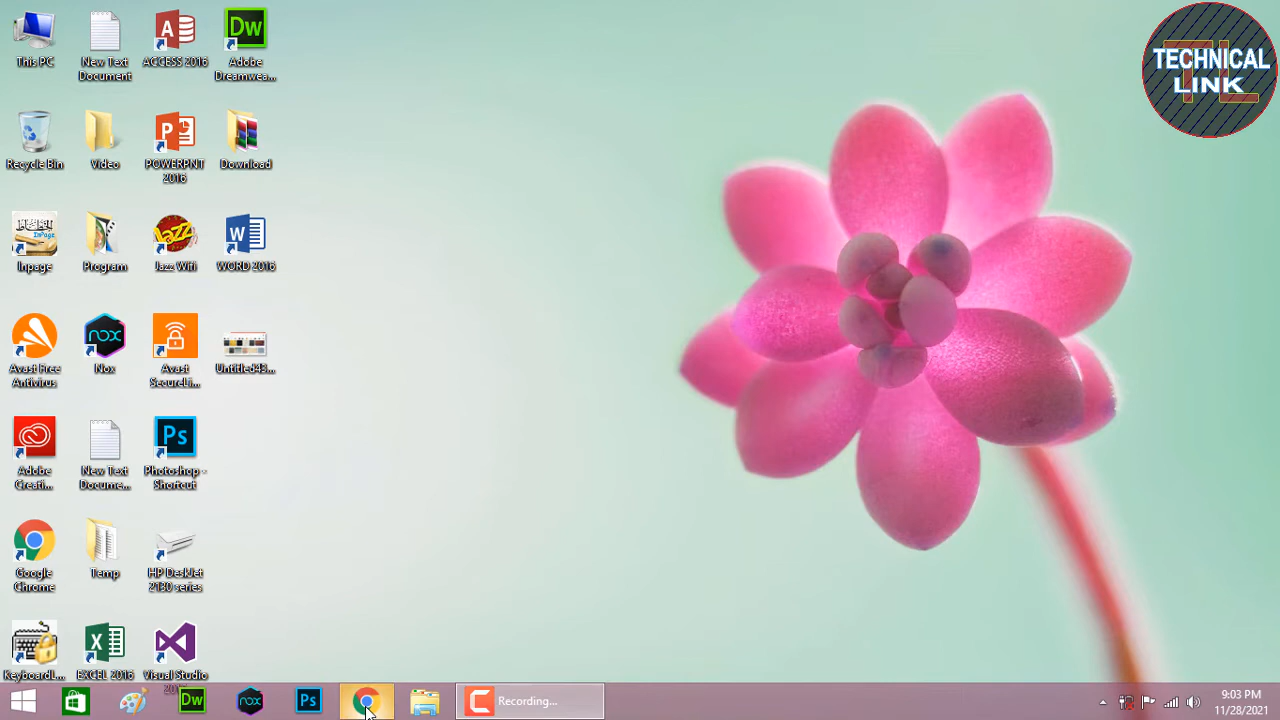 This PC
New Text
Document
ACCESS 2016
Adobe
Dreamwea...
Recycle Bin
Video
POWERPNT
2016
Download
Inpage
Program
Jazz Wifi
WORD 2016
Avast Free
Antivirus
Nox
Avast
SecureLi...
Untitled43...
Adobe
Creati...
New Text
Docume...
Photoshop -
Shortcut
Google
Chrome
Temp
HP DeskJet
2130 series
KeyboardL...
EXCEL 2016
Visual Studio
TECHNICAL
LINK
Recording...
9:03 PM
11/28/2021